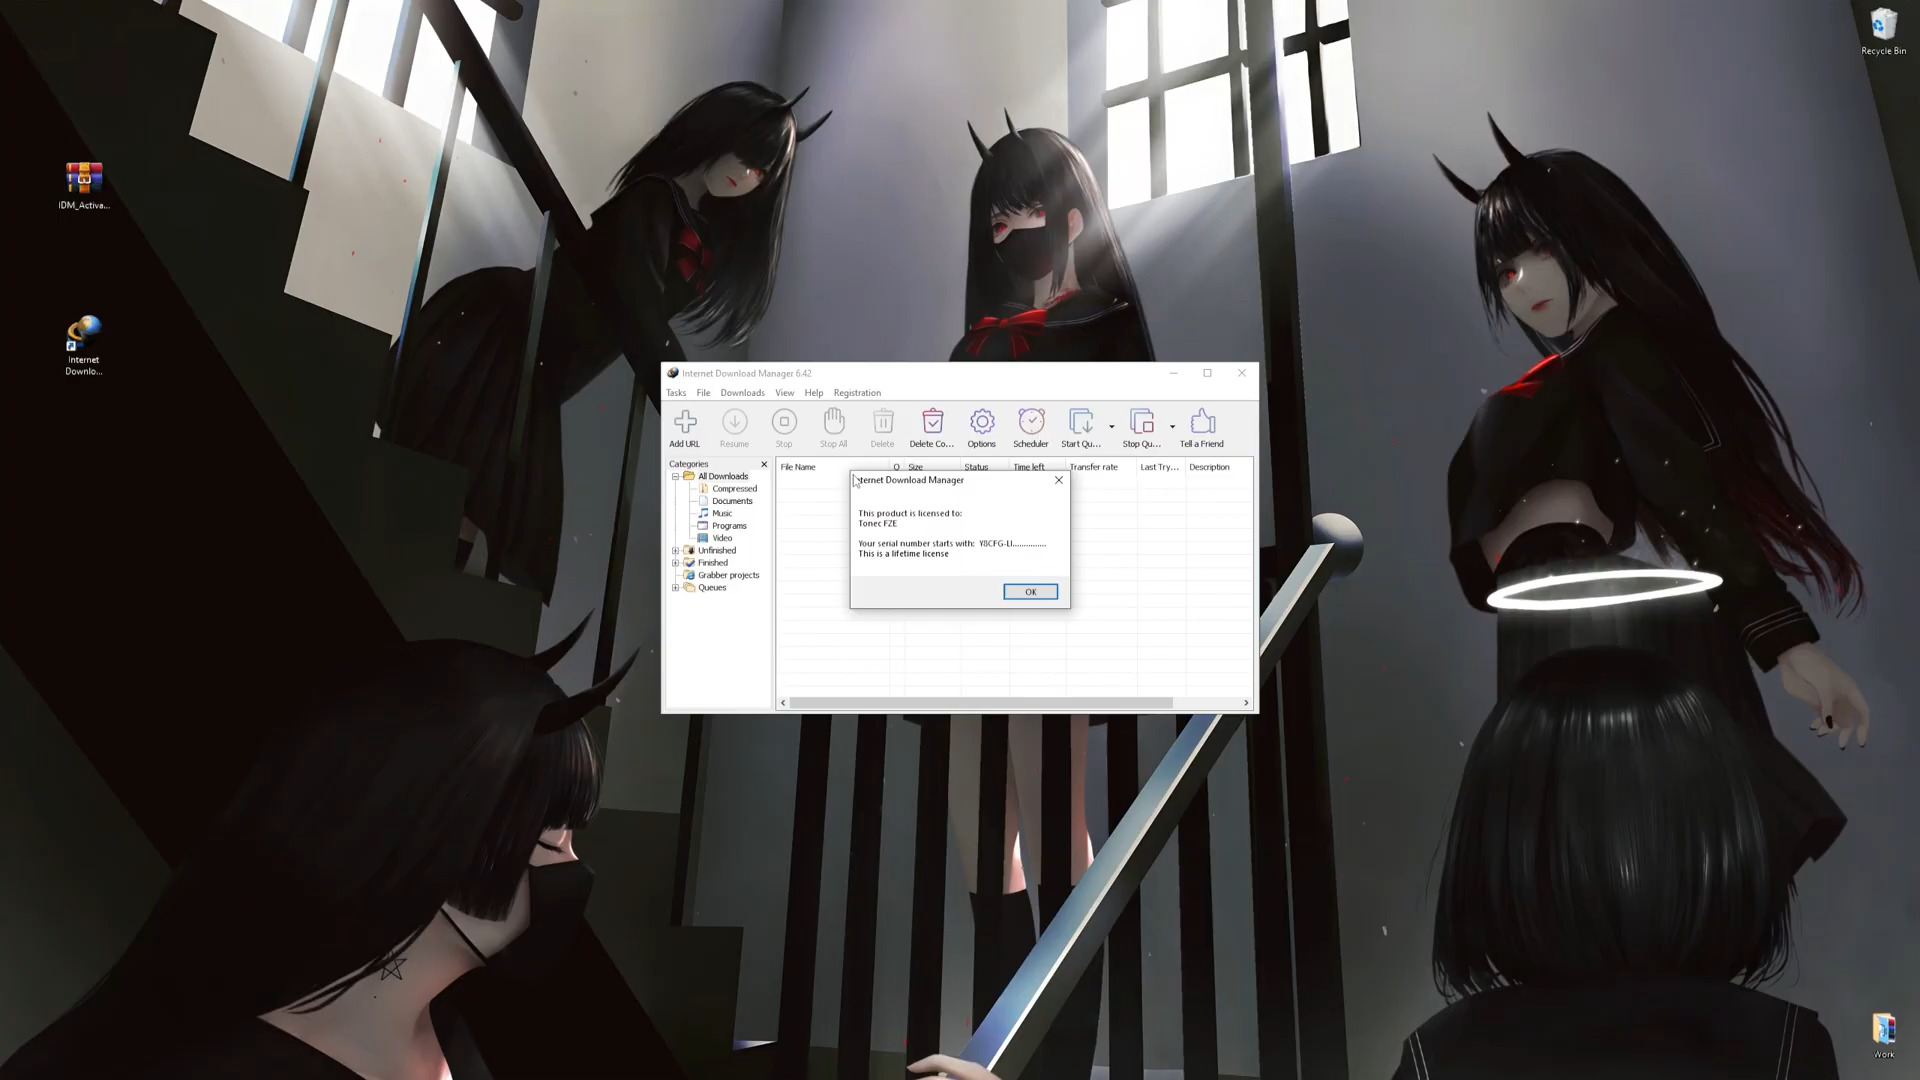 Recycle Bin
IDM_Activa...
Internet
Downlo...
Internet Download Manager 6.42
Tasks File Downloads View Help Registration
Add URL Resume Stop Stop All Delete Delete Co... Options Scheduler Start Qu... Stop Qu... Tell a Friend
Categories
All Downloads
Compressed
Documents
Music
Programs
Video
Unfinished
Finished
Grabber projects
Queues
File Name Q Size Status Time left Transfer rate Last Try... Description
Internet Download Manager
This product is licensed to:
Tonec FZE
Your serial number starts with: Y8CFG-LI..............
This is a lifetime license
OK
Work